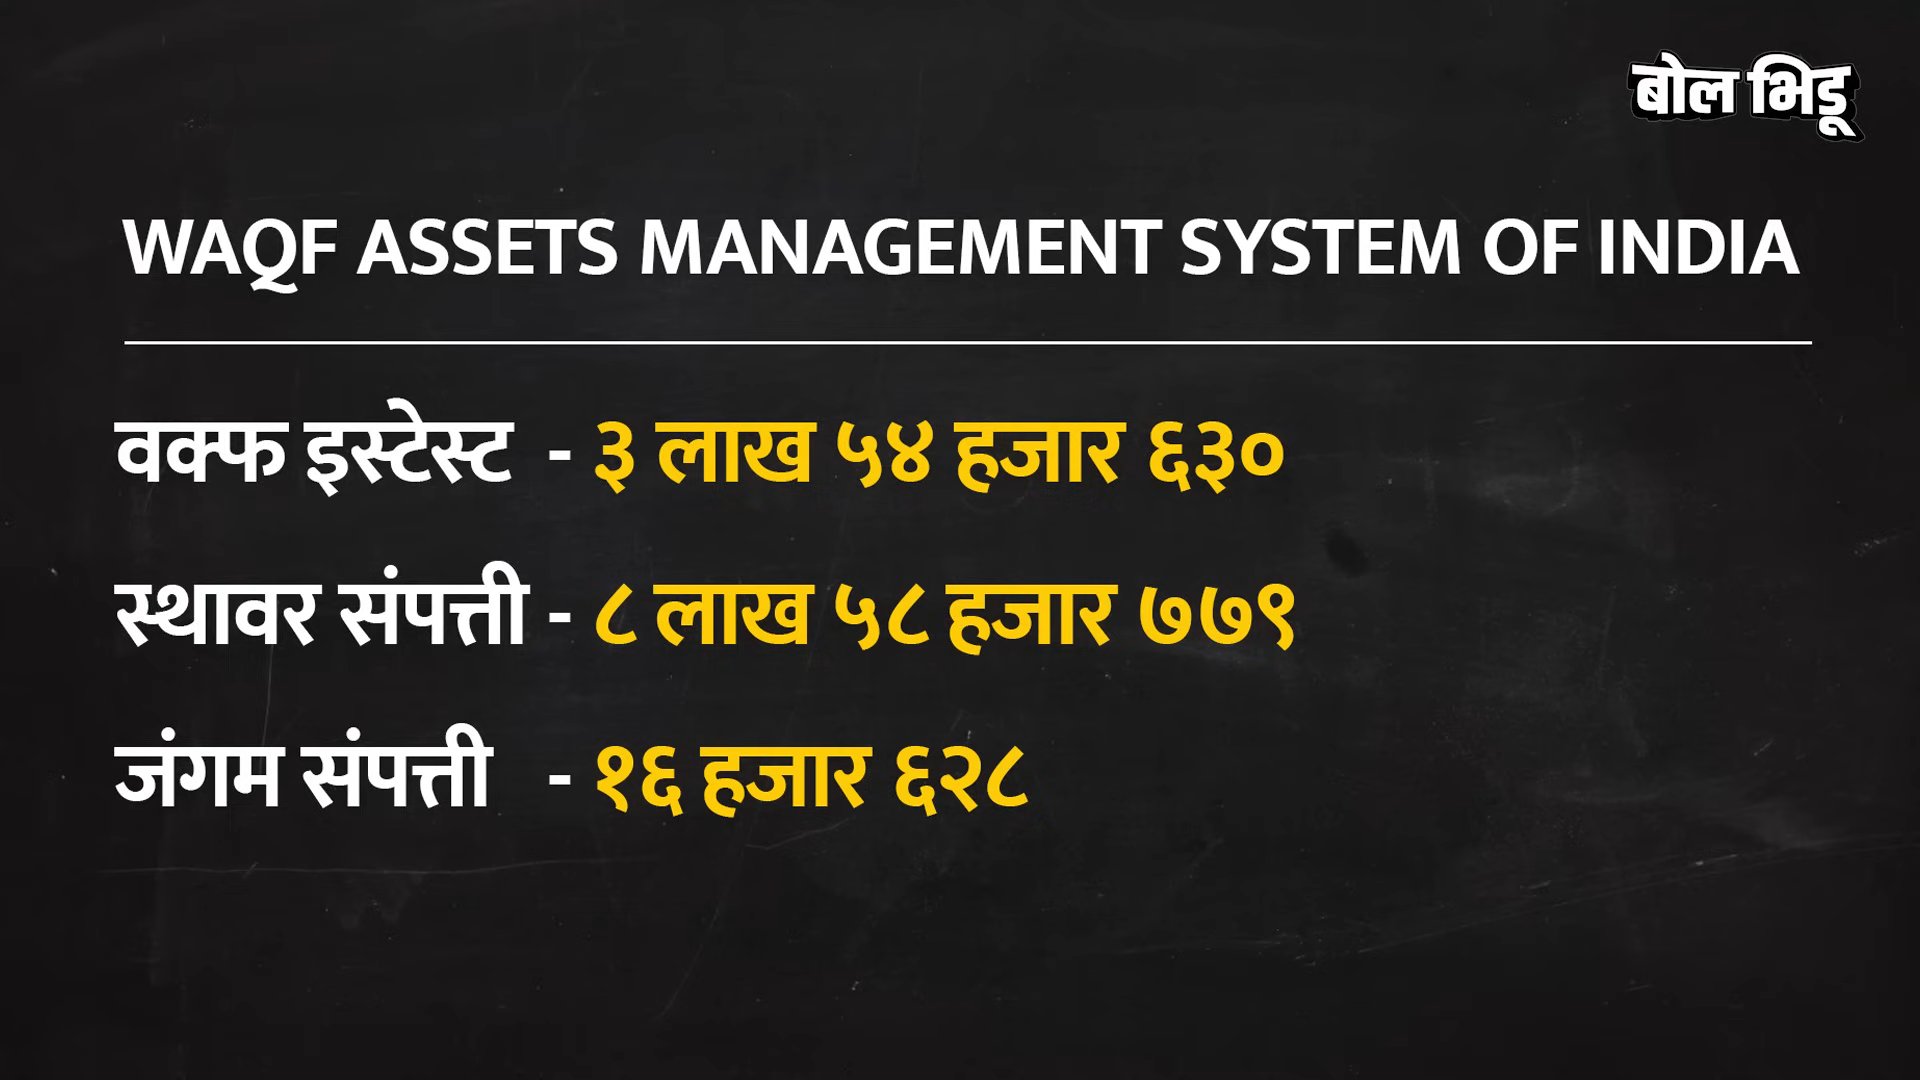 बोल भिडू
WAQF ASSETS MANAGEMENT SYSTEM OF INDIA
वक्फ इस्टेस्ट - ३ लाख ५४ हजार ६३०
स्थावर संपत्ती - ८ लाख ५८ हजार ७७९
जंगम संपत्ती - १६ हजार ६२८